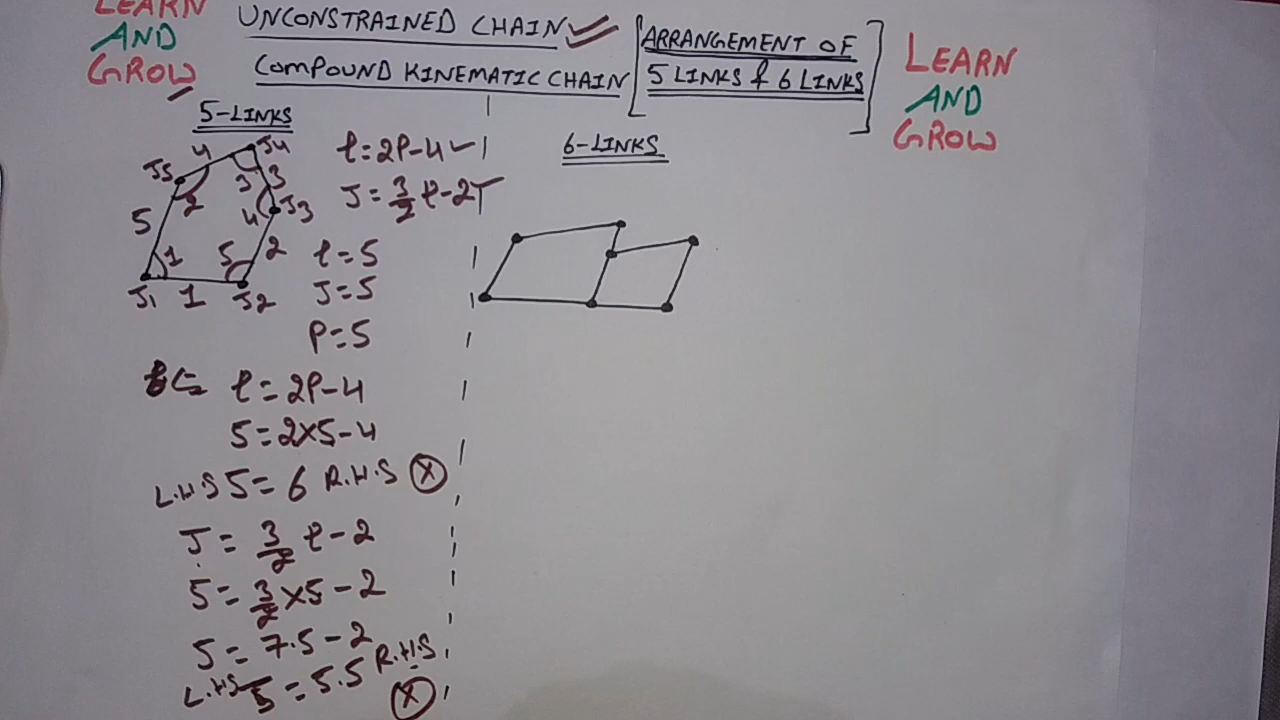 LEARN
AND
GROW
UNCONSTRAINED CHAIN
COMPOUND KINEMATIC CHAIN
[ARRANGEMENT OF
5 LINKS & 6 LINKS]
LEARN
AND
GROW
5-LINKS
J5 4 J4
3 3
2
5 4 J3
1 5 2
J1 1 J2
l=2P-4
J=3/2 l-2
l=5
J=5
P=5
l=2P-4
5=2×5-4
L.H.S 5=6 R.H.S X
J=3/2 l-2
5=3/2×5-2
5=7.5-2
L.H.S 5=5.5 R.H.S
X
6-LINKS